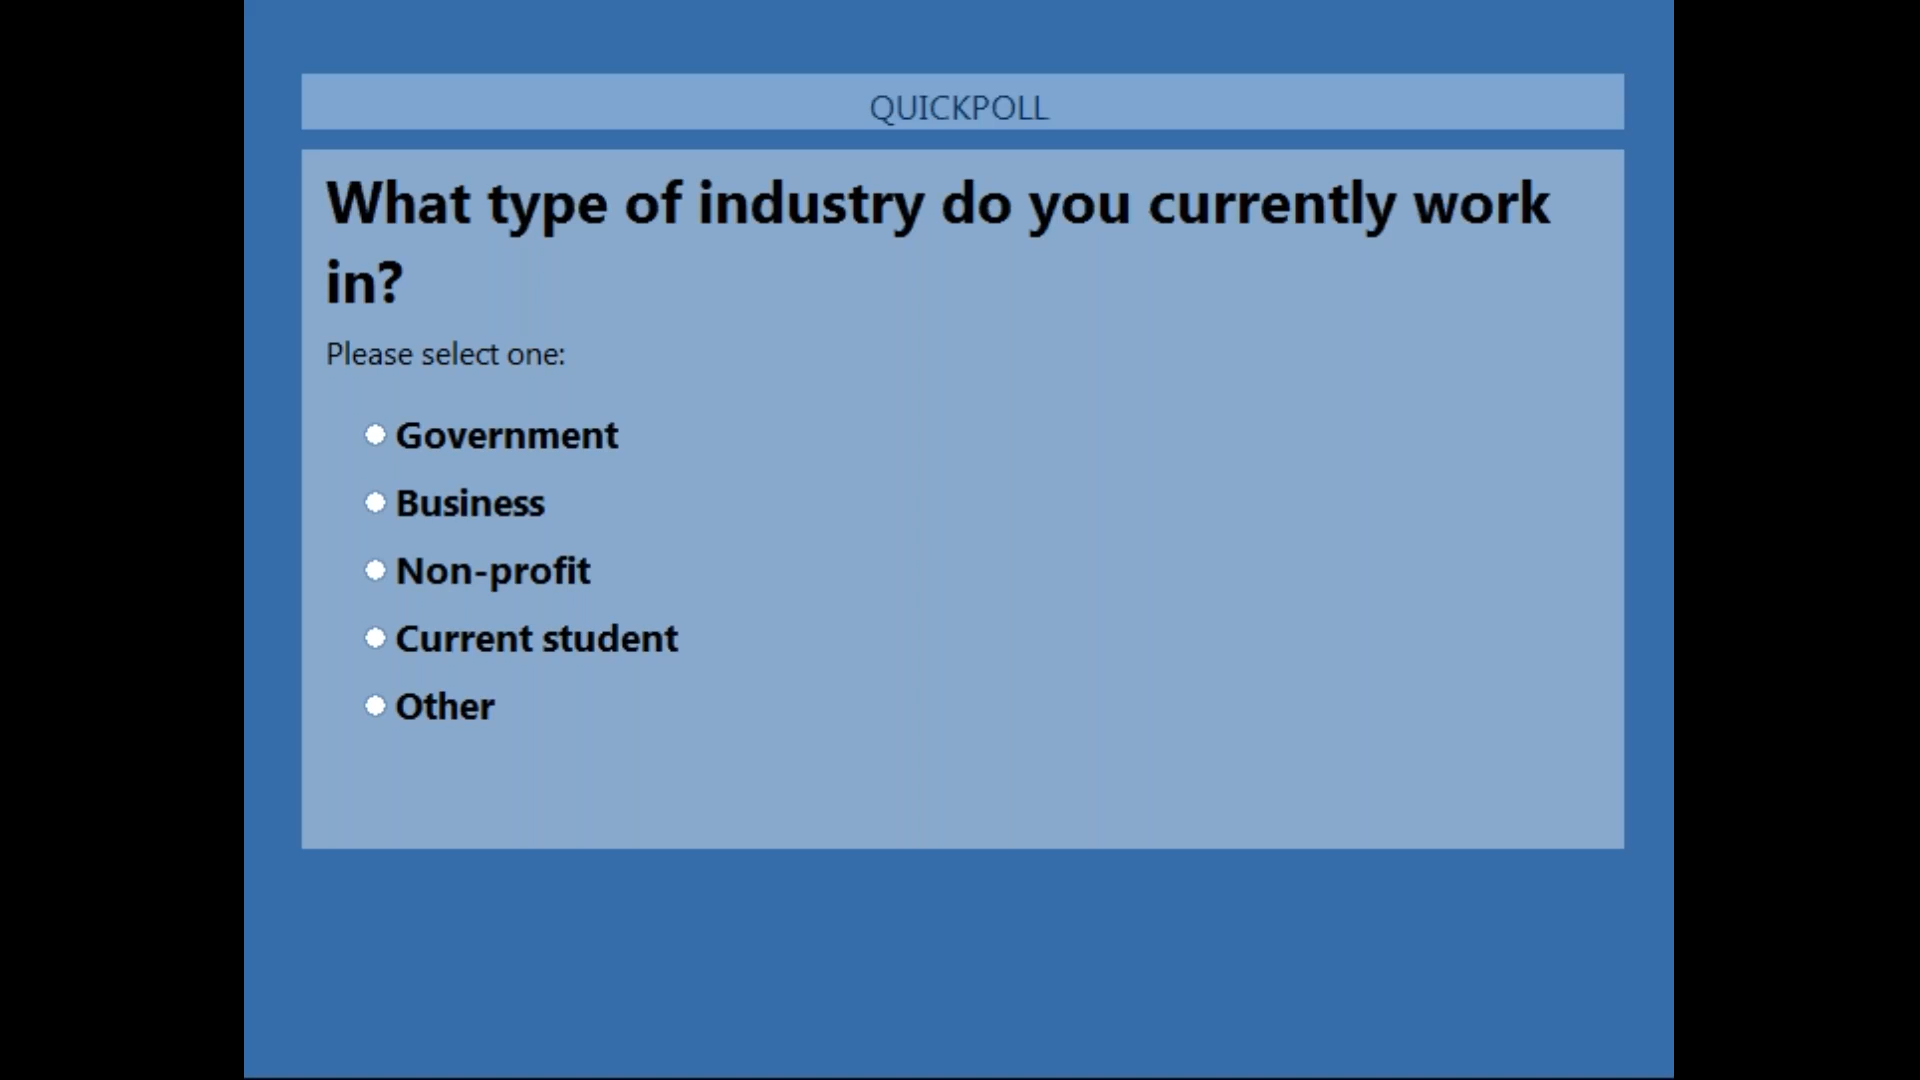 QUICKPOLL
What type of industry do you currently work
in?
Please select one:
Government
Business
Non-profit
Current student
Other